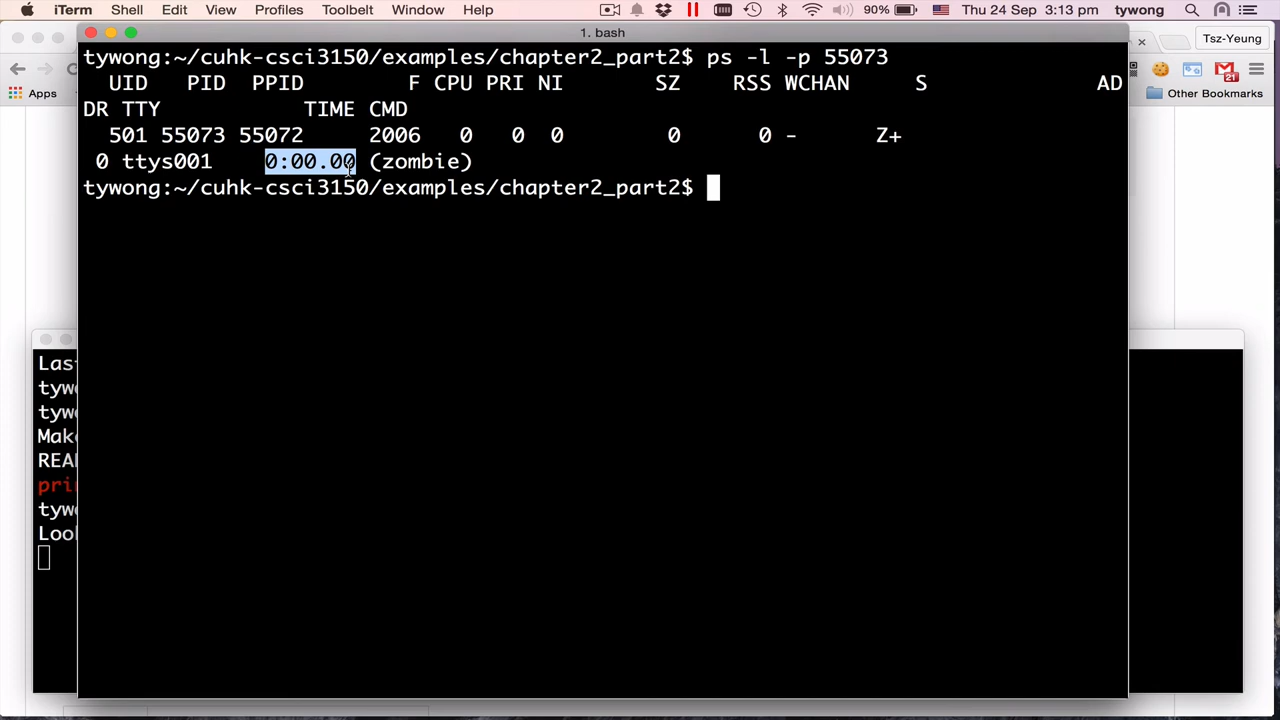 iTerm Shell Edit View Profiles Toolbelt Window Help 90% Thu 24 Sep 3:13 pm tywong
1. bash
Tsz-Yeung
21
Apps
Other Bookmarks
tywong:~/cuhk-csci3150/examples/chapter2_part2$ ps -l -p 55073
UID PID PPID F CPU PRI NI SZ RSS WCHAN S AD
DR TTY TIME CMD
501 55073 55072 2006 0 0 0 0 0 - Z+
0 ttys001 0:00.00 (zombie)
tywong:~/cuhk-csci3150/examples/chapter2_part2$
Las
tyw
tyw
Mak
REA
pri
tyw
Loo